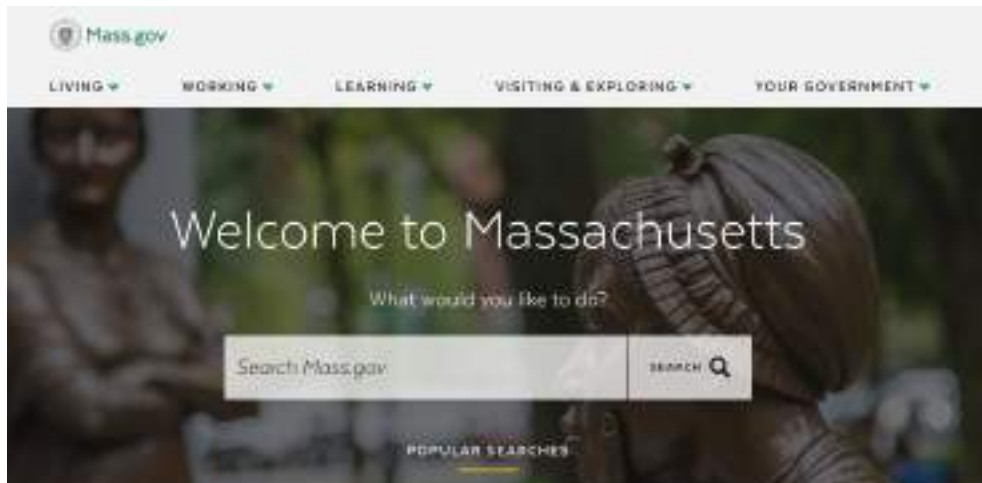 Mass.gov
LIVING WORKING LEARNING VISITING & EXPLORING YOUR GOVERNMENT
Welcome to Massachusetts
What would you like to do?
Search Mass.gov SEARCH
POPULAR SEARCHES